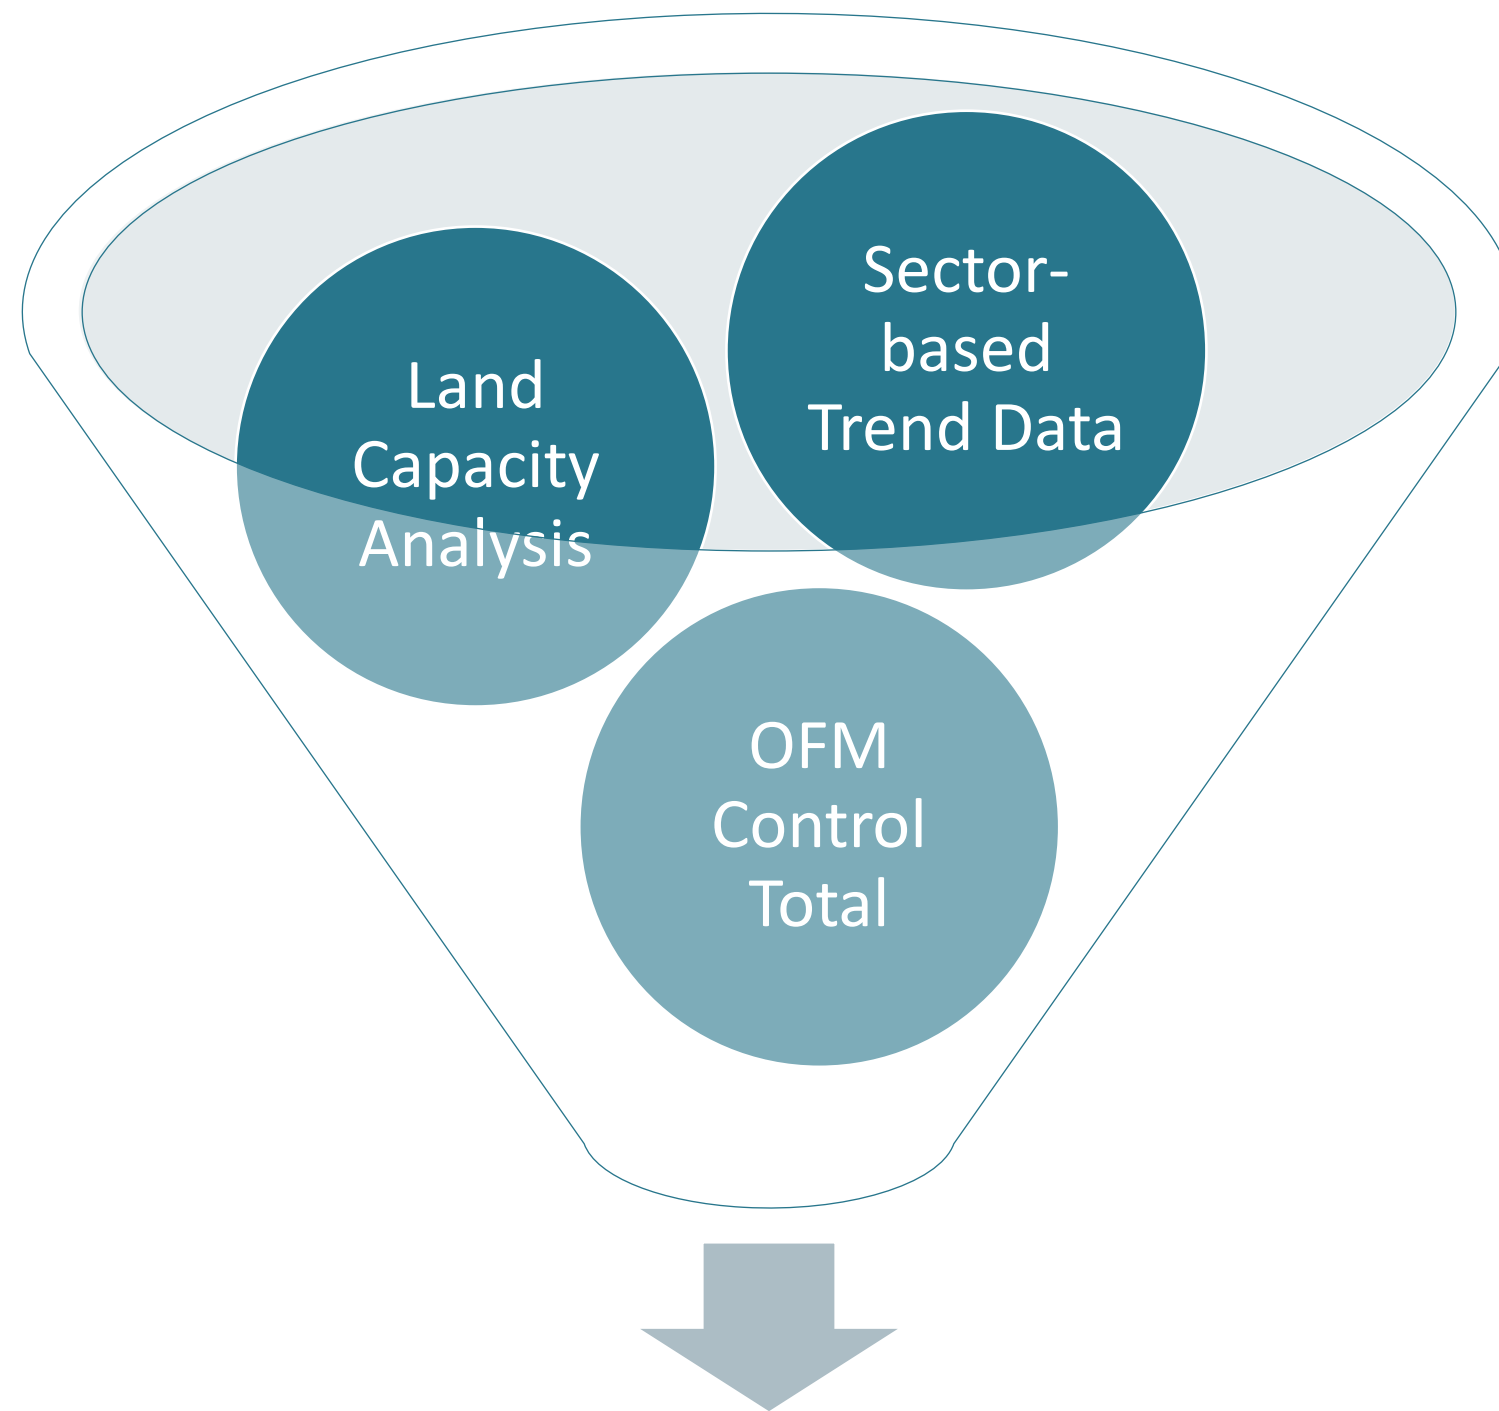 Sector-
based
Trend Data
Land
Capacity
Analysis
OFM
Control
Total